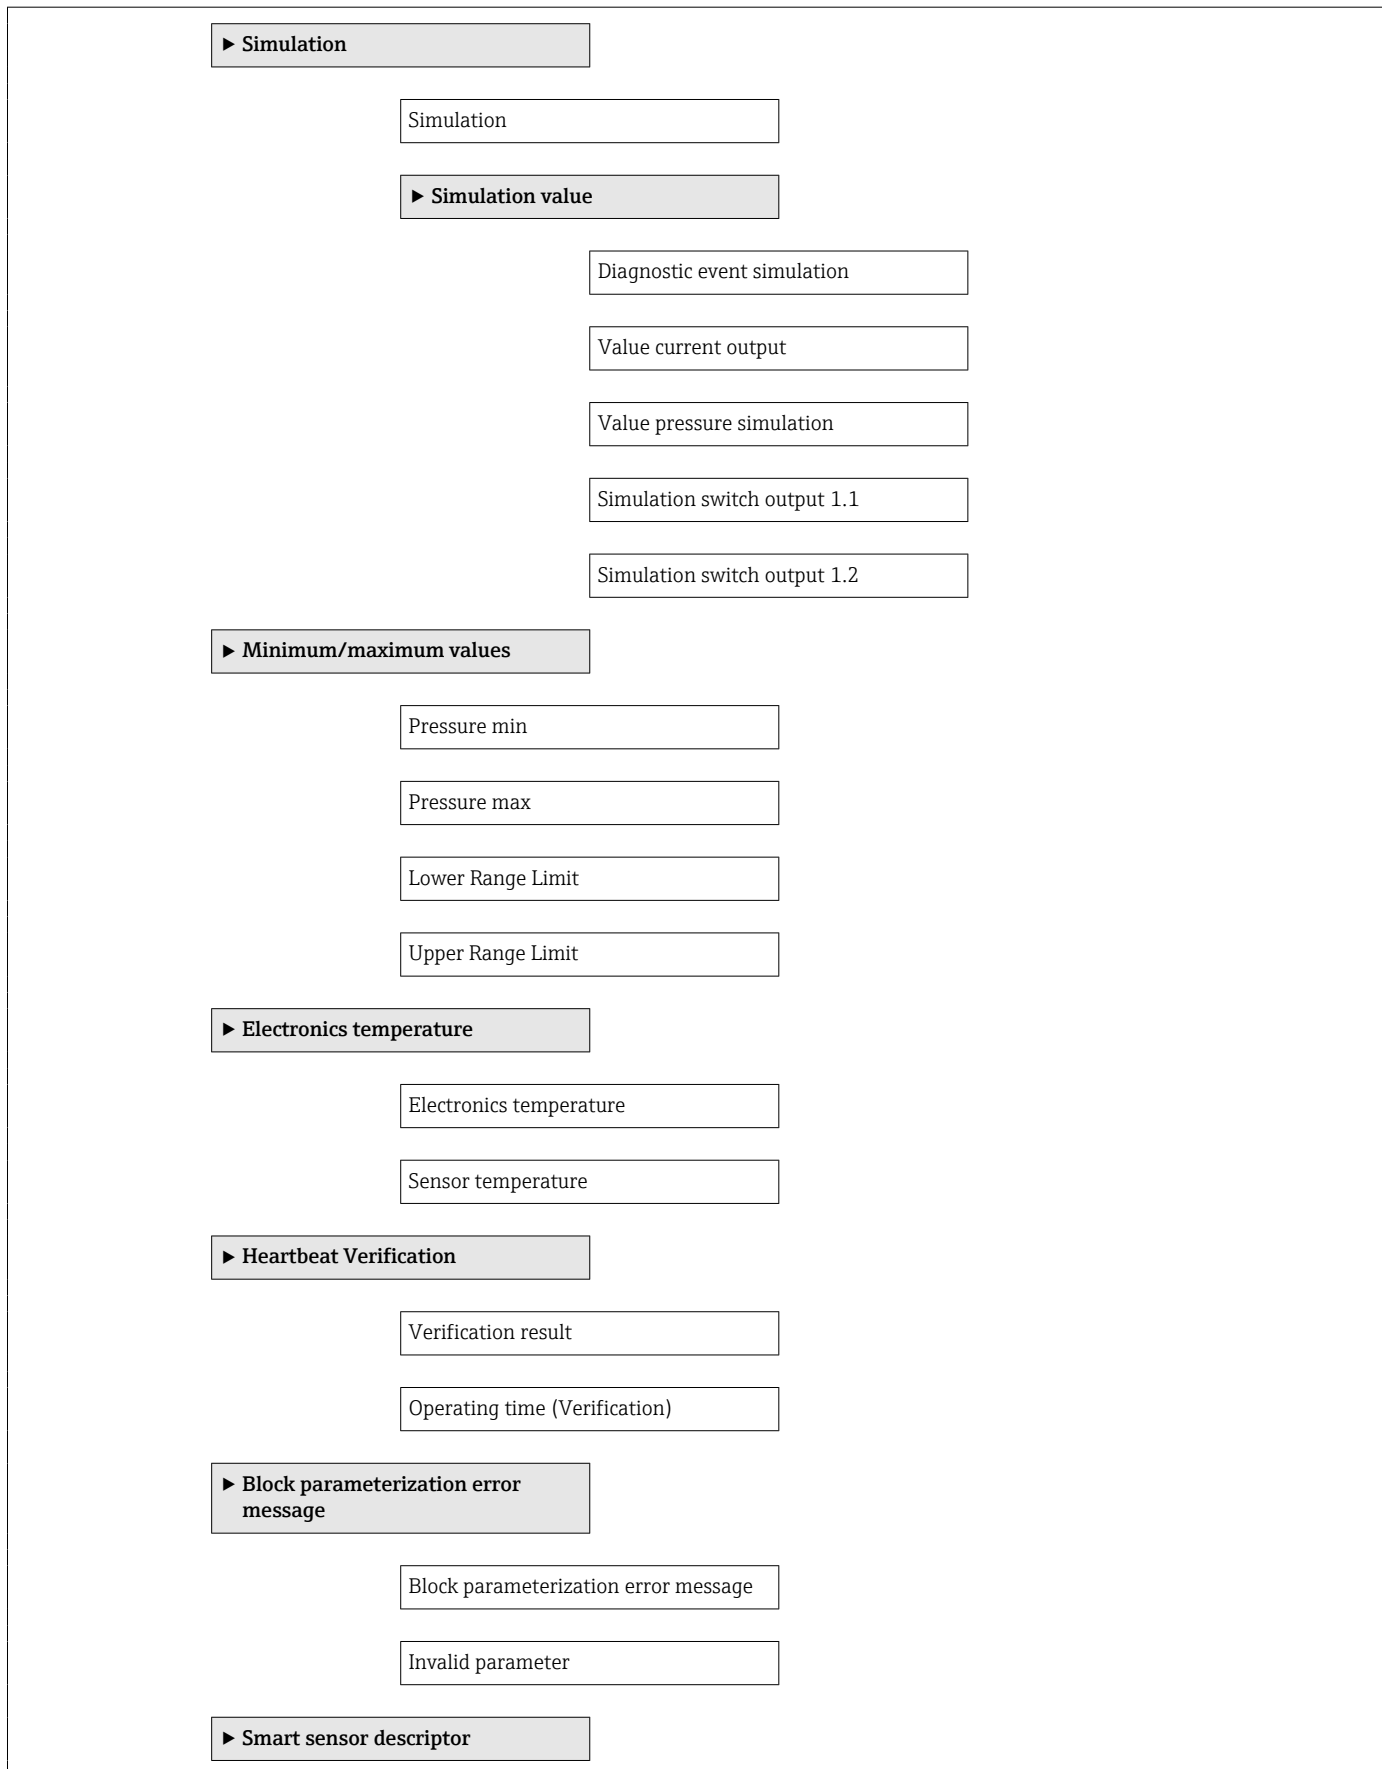 ▶ Simulation
Simulation
▶ Simulation value
Diagnostic event simulation
Value current output
Value pressure simulation
Simulation switch output 1.1
Simulation switch output 1.2
▶ Minimum/maximum values
Pressure min
Pressure max
Lower Range Limit
Upper Range Limit
▶ Electronics temperature
Electronics temperature
Sensor temperature
▶ Heartbeat Verification
Verification result
Operating time (Verification)
▶ Block parameterization error
message
Block parameterization error message
Invalid parameter
▶ Smart sensor descriptor